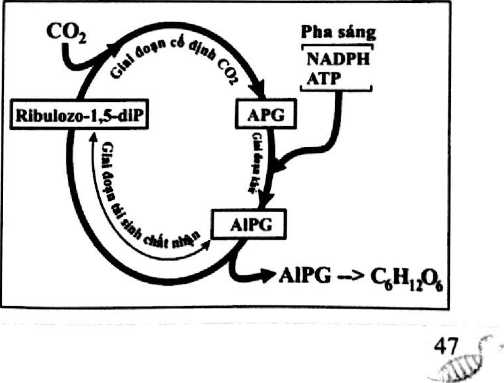 CO₂
Giai đoạn cố định CO₂
Pha sáng
NADPH
ATP
Ribulozo-1,5-diP
APG
Giai đoạn khử
Giai đoạn tái sinh chất nhận
AlPG
AlPG --> C₆H₁₂O₆
47